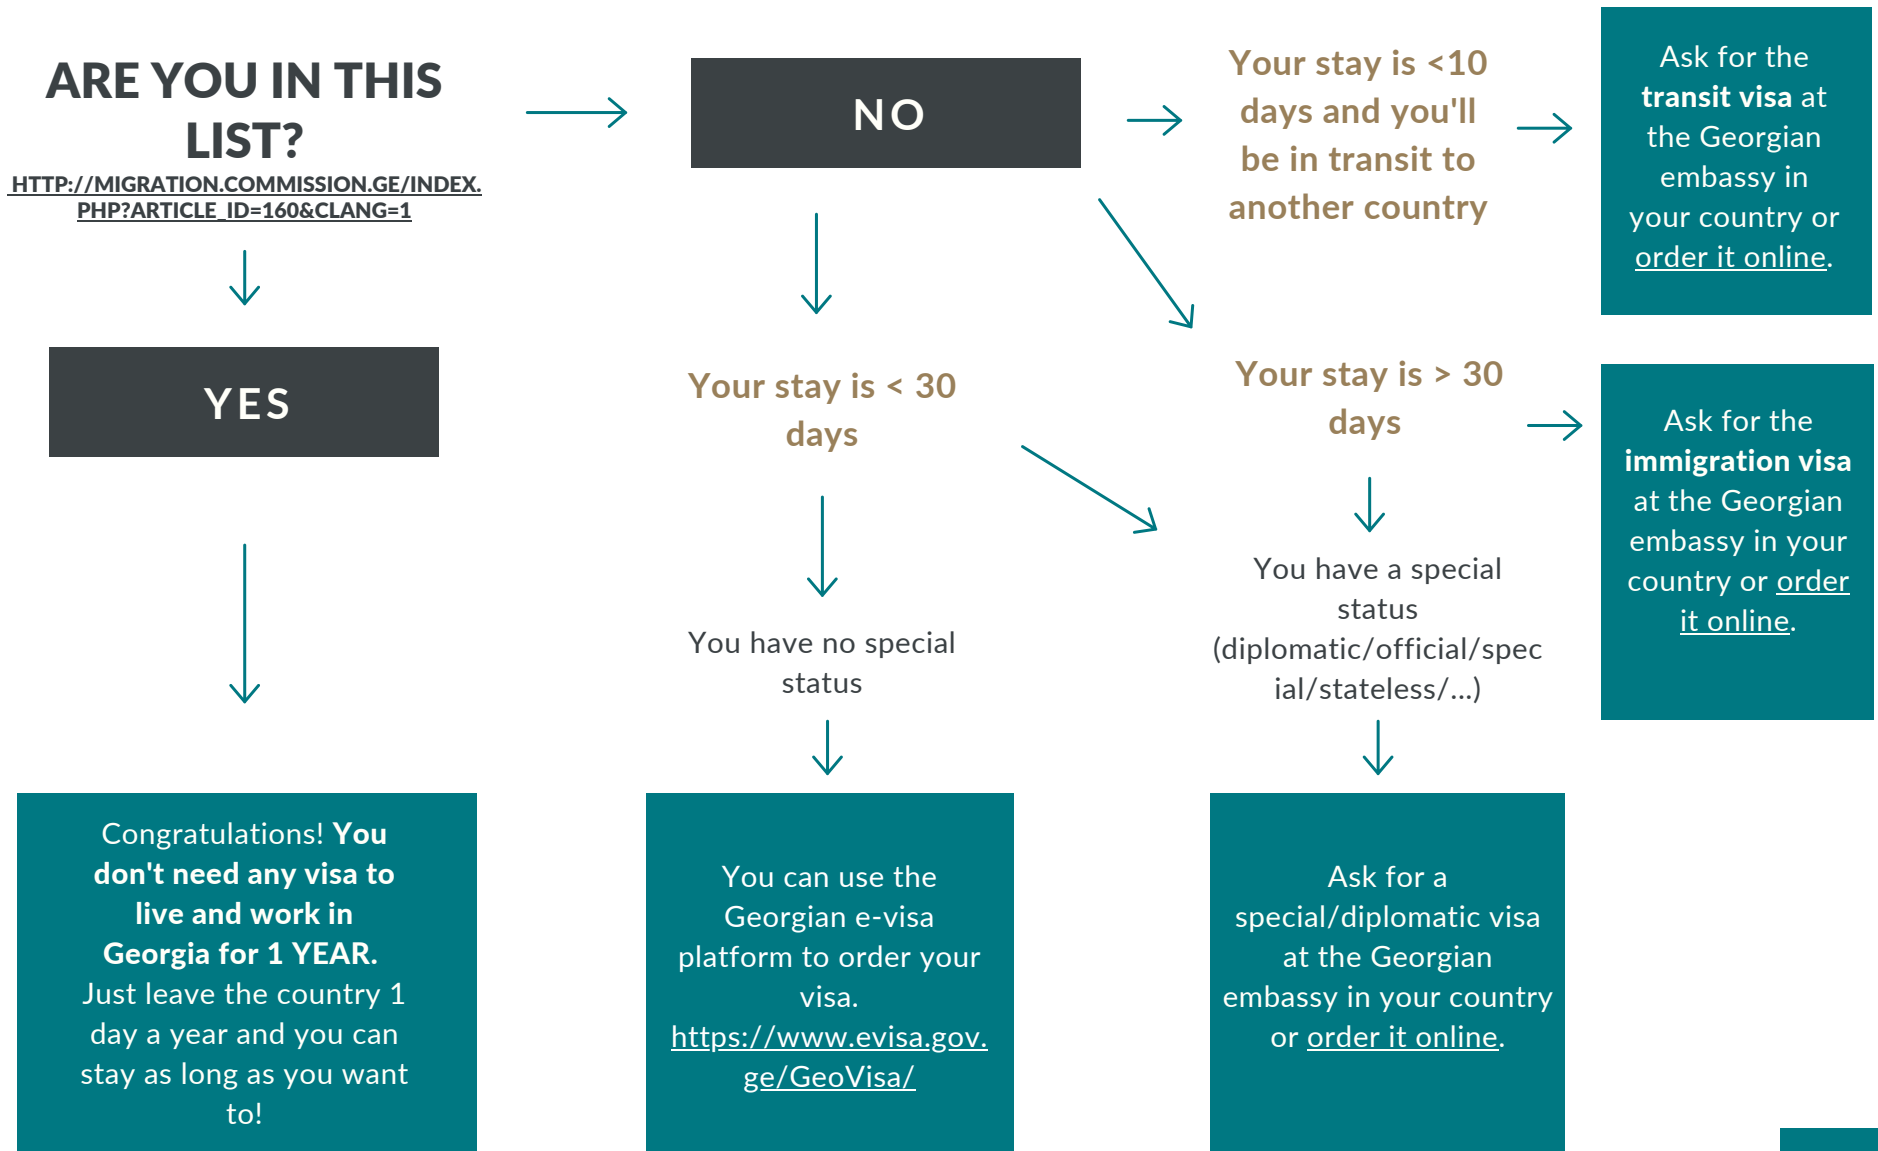 ARE YOU IN THIS
LIST?
HTTP://MIGRATION.COMMISSION.GE/INDEX.
PHP?ARTICLE_ID=160&CLANG=1
NO
Your stay is <10
days and you'll
be in transit to
another country
Ask for the
transit visa at
the Georgian
embassy in
your country or
order it online.
YES
Your stay is < 30
days
Your stay is > 30
days
Ask for the
immigration visa
at the Georgian
embassy in your
country or order
it online.
You have no special
status
You have a special
status
(diplomatic/official/spec
ial/stateless/...)
Congratulations! You
don't need any visa to
live and work in
Georgia for 1 YEAR.
Just leave the country 1
day a year and you can
stay as long as you want
to!
You can use the
Georgian e-visa
platform to order your
visa.
https://www.evisa.gov.
ge/GeoVisa/
Ask for a
special/diplomatic visa
at the Georgian
embassy in your country
or order it online.